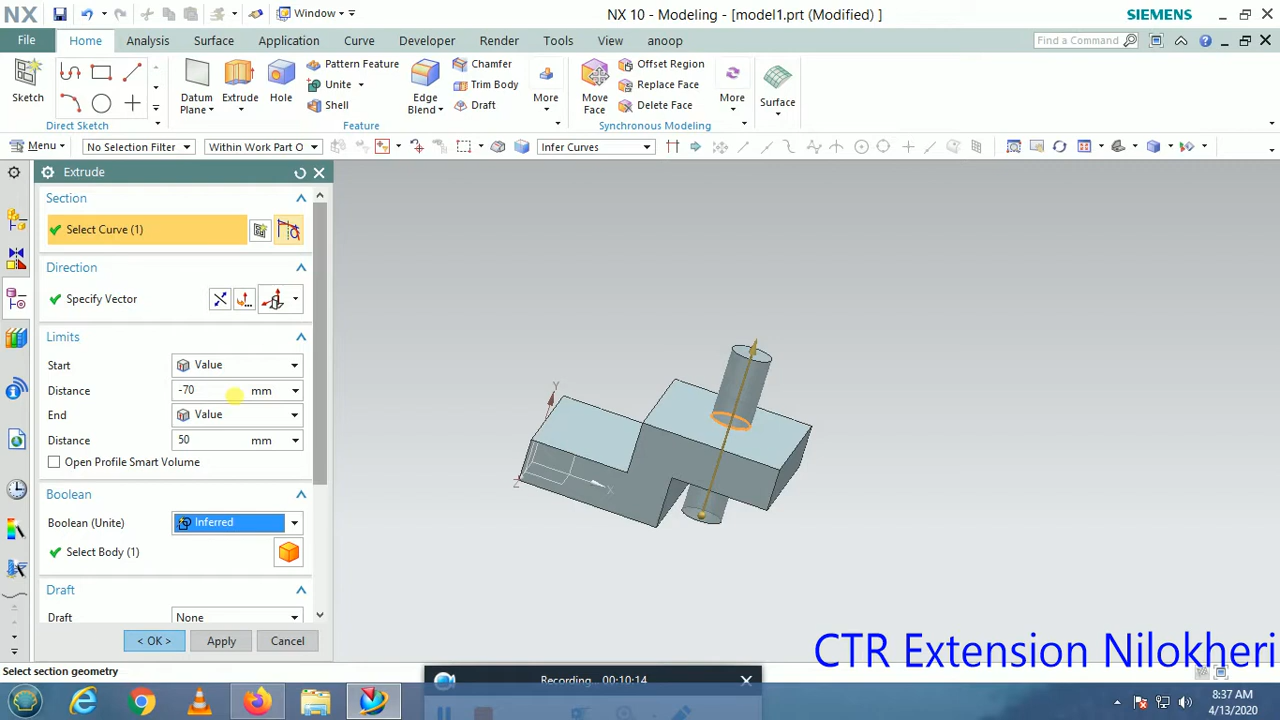 NX
Window
NX 10 - Modeling - [model1.prt (Modified) ]
SIEMENS
File
Home
Analysis
Surface
Application
Curve
Developer
Render
Tools
View
anoop
Find a Command
Sketch
Direct Sketch
Datum Plane
Extrude
Hole
Pattern Feature
Unite
Shell
Edge Blend
Chamfer
Trim Body
Draft
More
Feature
Move Face
Offset Region
Replace Face
Delete Face
More
Synchronous Modeling
Surface
Menu
No Selection Filter
Within Work Part O
Infer Curves
Extrude
Section
Select Curve (1)
Direction
Specify Vector
Limits
Start Value
Distance -70 mm
End Value
Distance 50 mm
Open Profile Smart Volume
Boolean
Boolean (Unite) Inferred
Select Body (1)
Draft
Draft None
< OK > Apply Cancel
Y
X
Z
CTR Extension Nilokheri
Select section geometry
Recording... 00:10:14
8:37 AM
4/13/2020